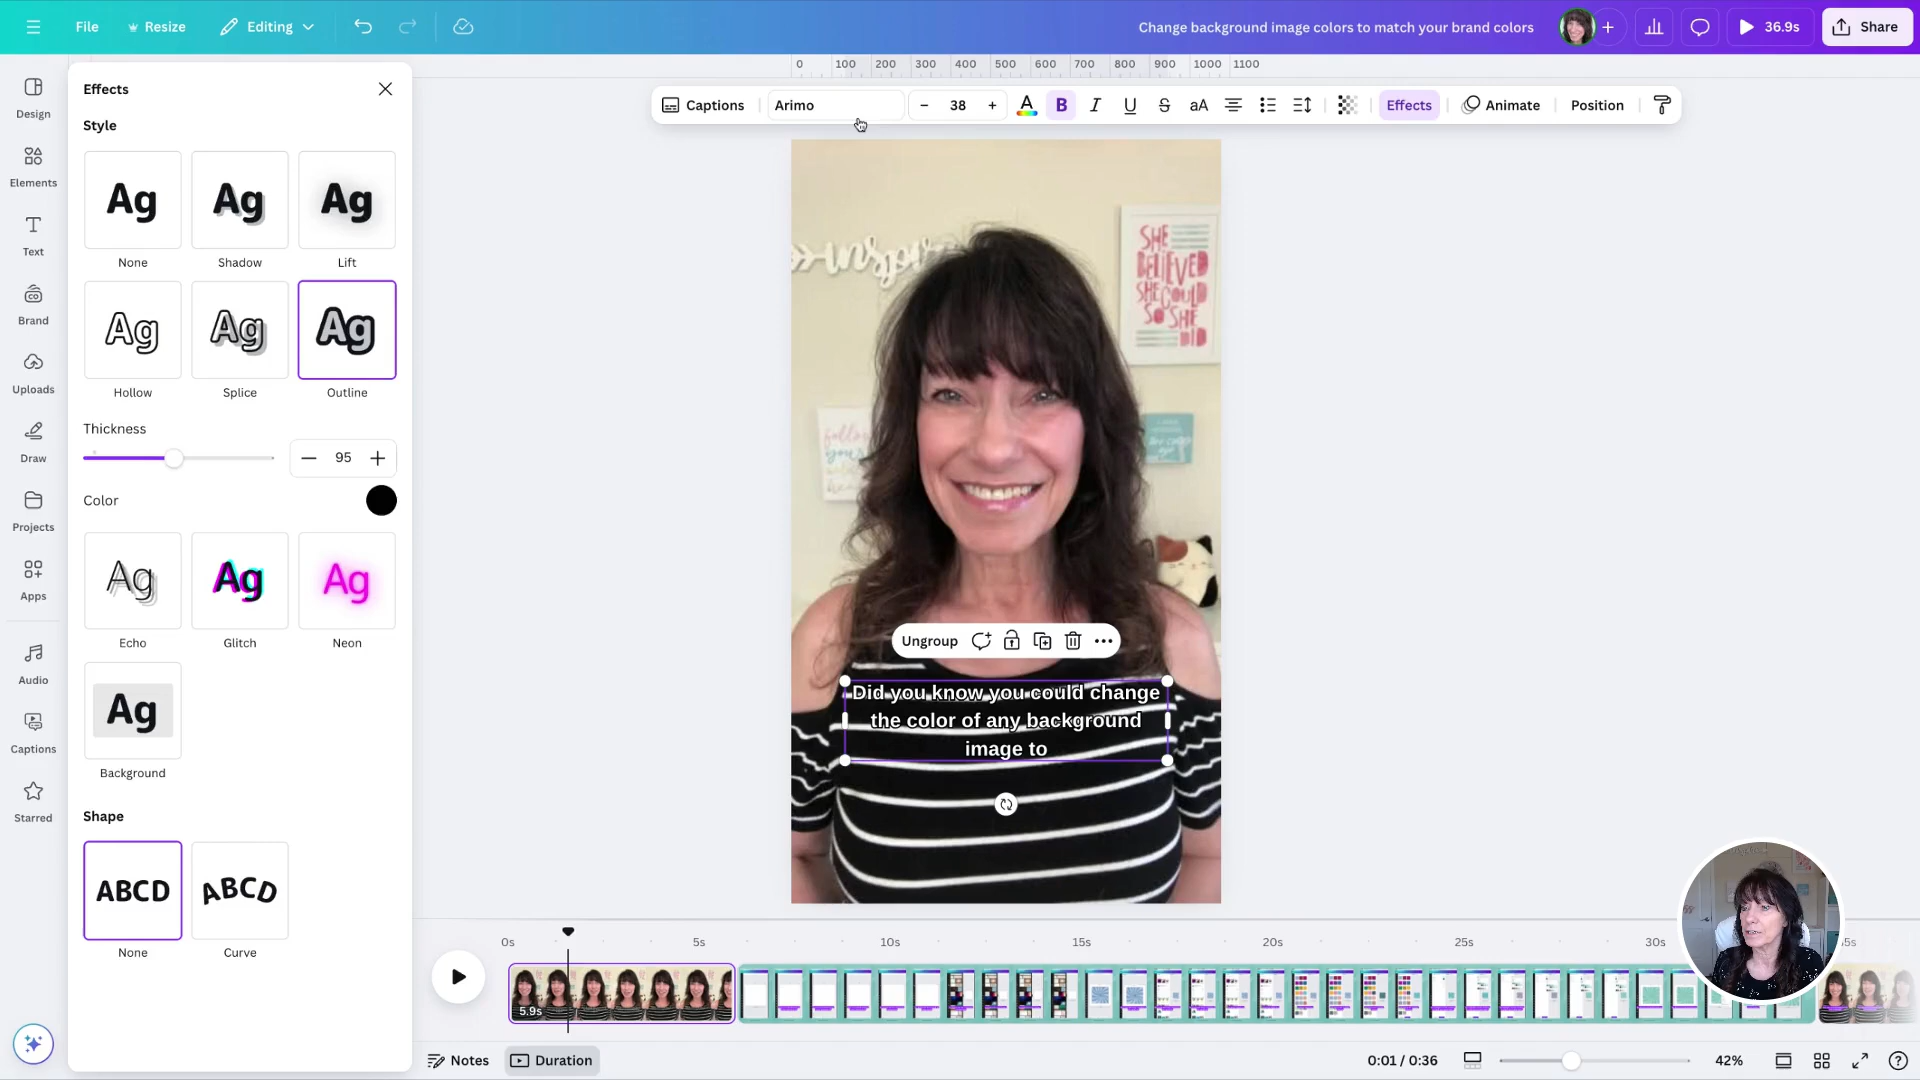 File
Resize
Editing
Change background image colors to match your brand colors
36.9s
Share
0 100 200 300 400 500 600 700 800 900 1000 1100
Captions
Arimo
38
A
B
I
U
S
aA
Effects
Animate
Position
Design
Elements
Text
Brand
Uploads
Draw
Projects
Apps
Audio
Captions
Starred
Effects
Style
Ag Ag Ag
None Shadow Lift
Ag Ag Ag
Hollow Splice Outline
Thickness
95
Color
Ag Ag Ag
Echo Glitch Neon
Ag
Background
Shape
ABCD ABCD
None Curve
SHE
BELIEVED
SHE COULD
SO SHE
DID
Ungroup
Did you know you could change
the color of any background
image to
0s 5s 10s 15s 20s 25s 30s
5.9s
Notes
Duration
0:01 / 0:36
42%